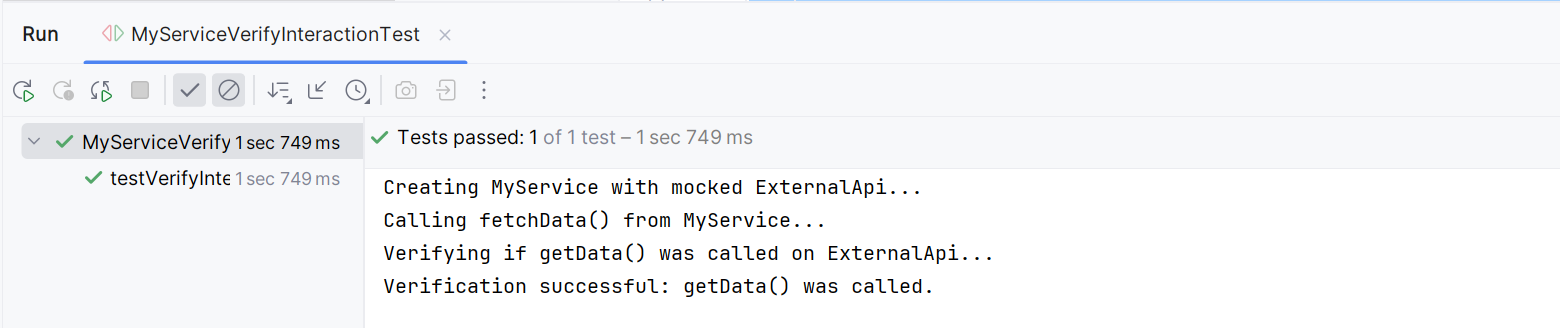 Run MyServiceVerifyInteractionTest
MyServiceVerify 1 sec 749 ms
testVerifyInte 1 sec 749 ms
Tests passed: 1 of 1 test – 1 sec 749 ms
Creating MyService with mocked ExternalApi...
Calling fetchData() from MyService...
Verifying if getData() was called on ExternalApi...
Verification successful: getData() was called.